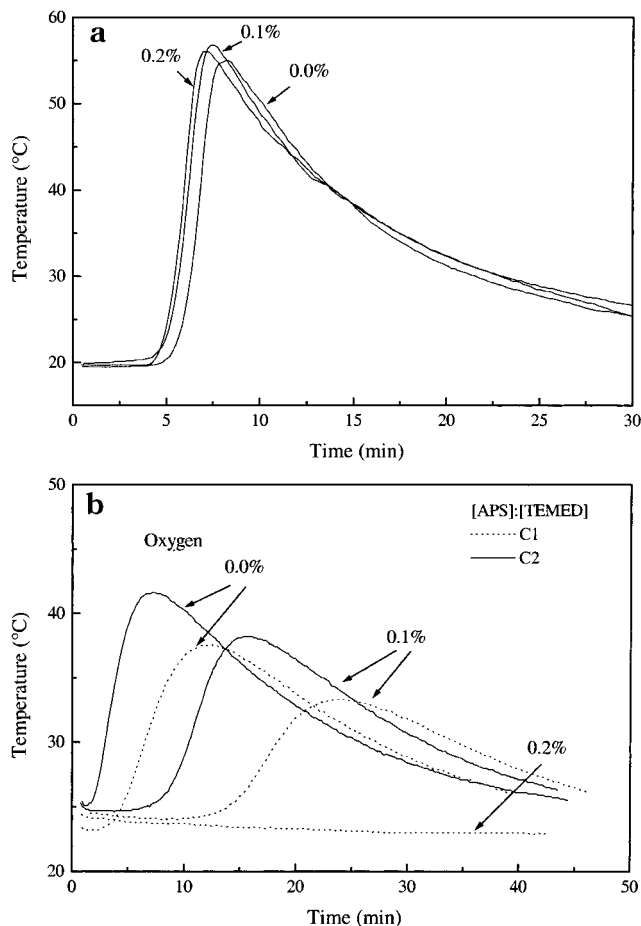 a
0.1%
0.2%
0.0%
60
50
40
30
20
Temperature (°C)
0 5 10 15 20 25 30
Time (min)
b
50
40
30
20
Temperature (°C)
[APS]:[TEMED]
C1
C2
Oxygen
0.0%
0.1%
0.2%
0 10 20 30 40 50
Time (min)